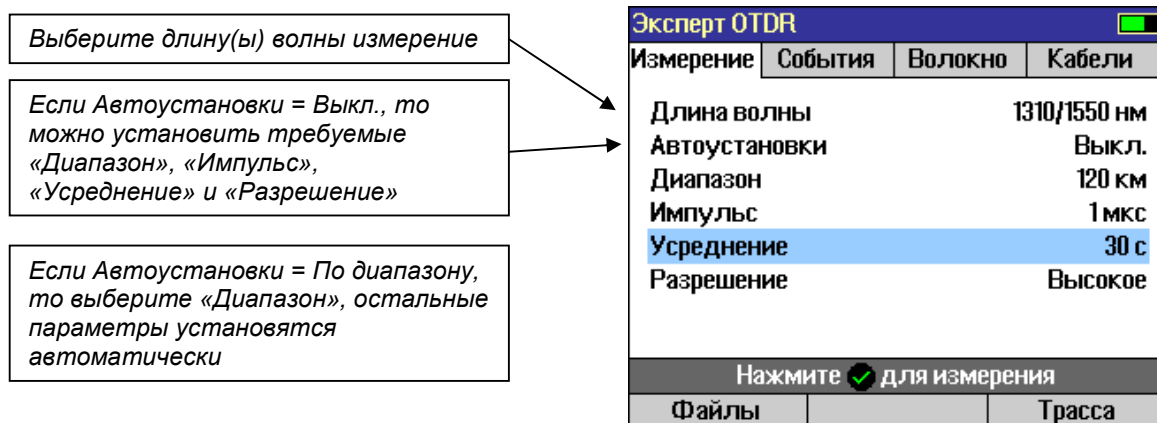 Выберите длину(ы) волны измерение
Если Автоустановки = Выкл., то
можно установить требуемые
«Диапазон», «Импульс»,
«Усреднение» и «Разрешение»
Если Автоустановки = По диапазону,
то выберите «Диапазон», остальные
параметры установятся
автоматически
Эксперт OTDR
Измерение События Волокно Кабели
Длина волны 1310/1550 нм
Автоустановки Выкл.
Диапазон 120 км
Импульс 1 мкс
Усреднение 30 с
Разрешение Высокое
Нажмите для измерения
Файлы Трасса